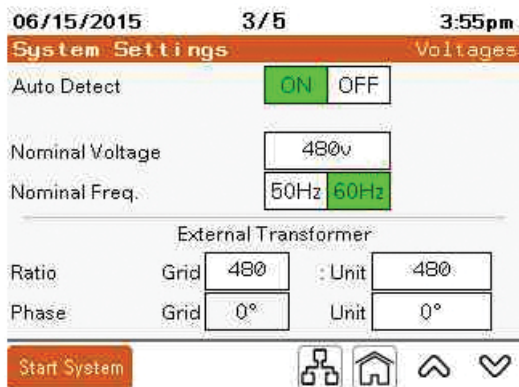 06/15/2015 3/5 3:55pm
System Settings Voltages
Auto Detect ON OFF
Nominal Voltage 480v
Nominal Freq. 50Hz 60Hz
External Transformer
Ratio Grid 480 : Unit 480
Phase Grid 0° Unit 0°
Start System